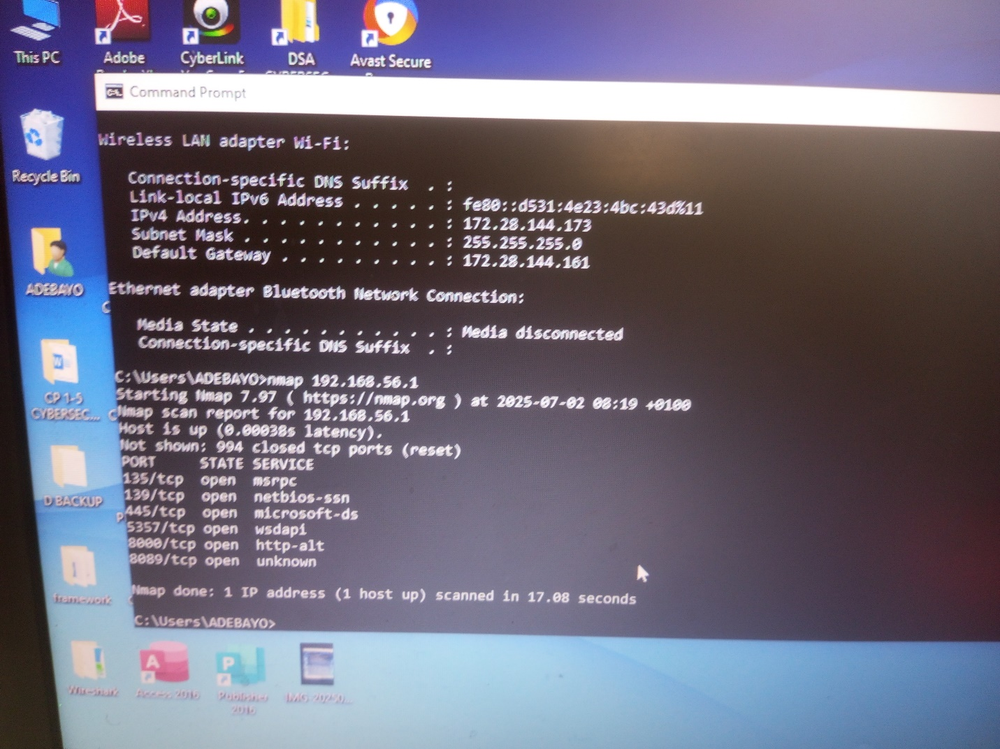 This PC
Adobe
CyberLink
DSA
Avast Secure
Command Prompt
Wireless LAN adapter Wi-Fi:
Connection-specific DNS Suffix . :
Link-local IPv6 Address . . . . . : fe80::d531:4e23:4bc:43d%11
IPv4 Address. . . . . . . . . . . : 172.28.144.173
Subnet Mask . . . . . . . . . . . : 255.255.255.0
Default Gateway . . . . . . . . . : 172.28.144.161
Ethernet adapter Bluetooth Network Connection:
Media State . . . . . . . . . . . : Media disconnected
Connection-specific DNS Suffix . :
C:\Users\ADEBAYO>nmap 192.168.56.1
Starting Nmap 7.97 ( https://nmap.org ) at 2025-07-02 08:19 +0100
Nmap scan report for 192.168.56.1
Host is up (0.00038s latency).
Not shown: 994 closed tcp ports (reset)
PORT STATE SERVICE
135/tcp open msrpc
139/tcp open netbios-ssn
445/tcp open microsoft-ds
5357/tcp open wsdapi
8000/tcp open http-alt
8089/tcp open unknown
Nmap done: 1 IP address (1 host up) scanned in 17.08 seconds
C:\Users\ADEBAYO>
Recycle Bin
ADEBAYO
CP 1-5
CYBERSEC...
D BACKUP
framework
Wireshark
Access 2016
Publisher
2016
IMG 20250...